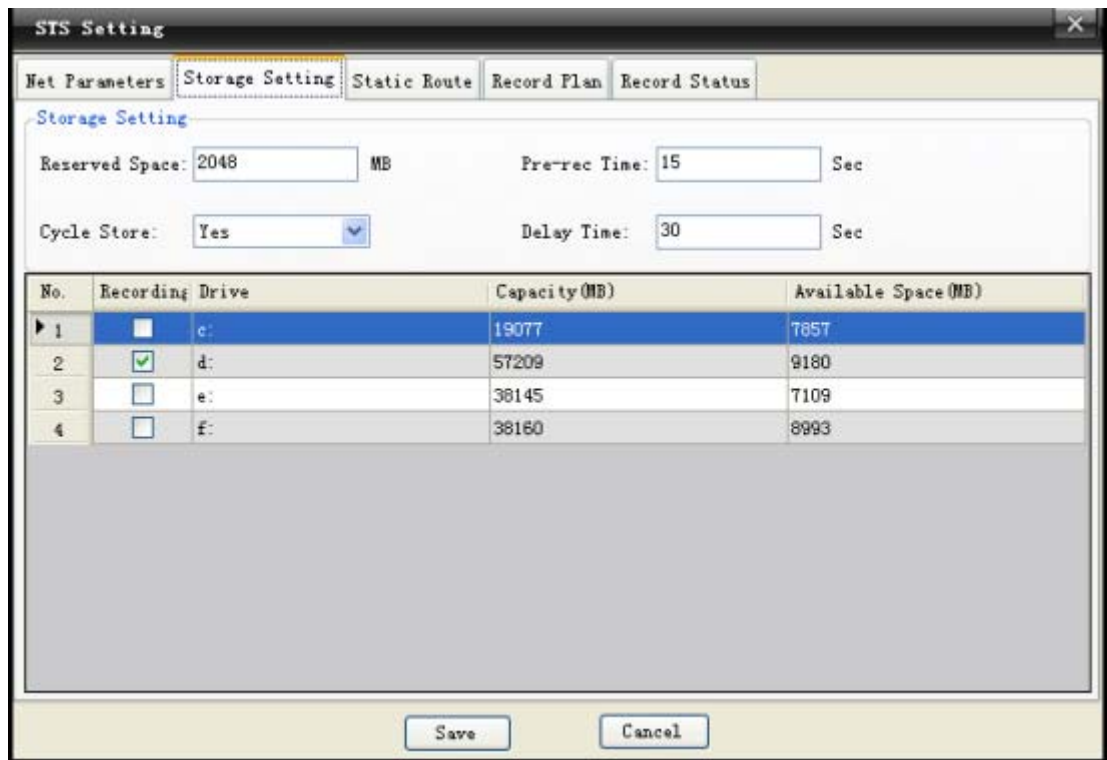 STS Setting
Net Parameters Storage Setting Static Route Record Plan Record Status
Storage Setting
Reserved Space: 2048 MB Pre-rec Time: 15 Sec
Cycle Store: Yes Delay Time: 30 Sec
No. Recording Drive Capacity(MB) Available Space(MB)
1 c: 19077 7857
2 d: 57209 9180
3 e: 38145 7109
4 f: 38160 8993
Save Cancel